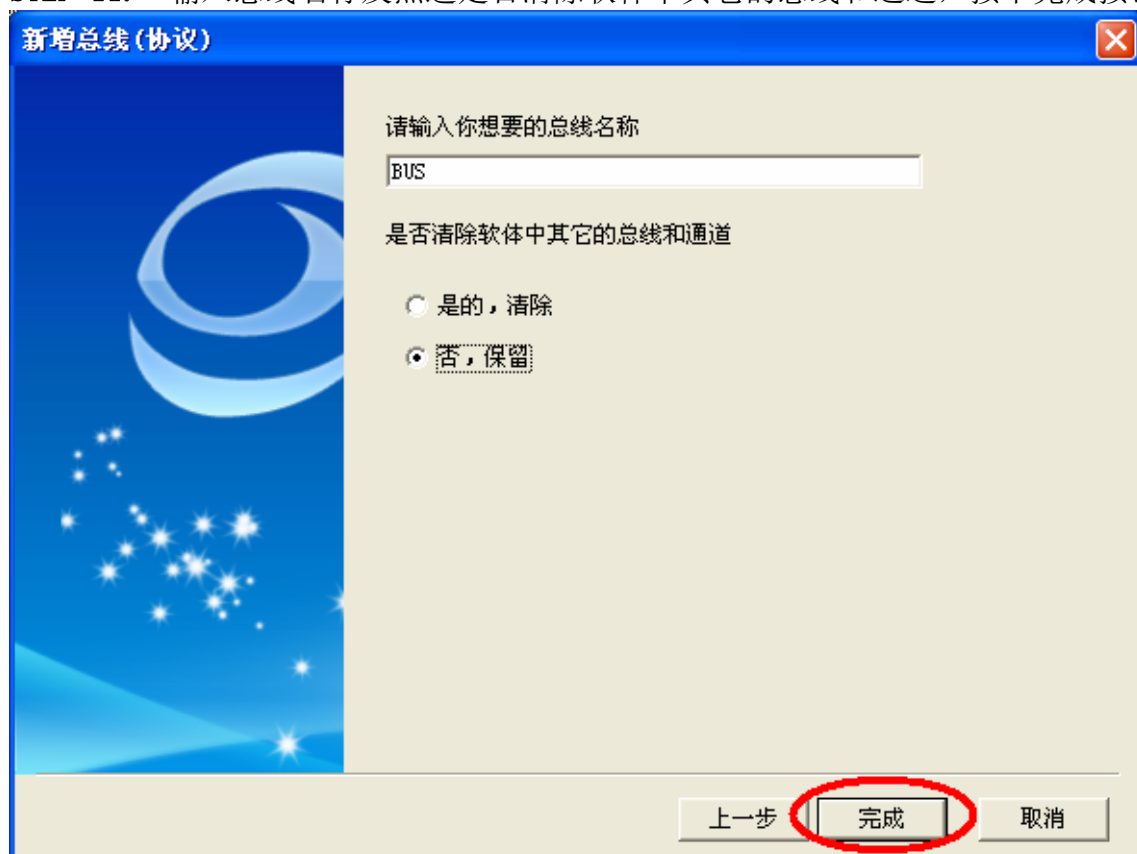 新增总线(协议)
请输入你想要的总线名称
BUS
是否清除软体中其它的总线和通道
是的，清除
否，保留
上一步 完成 取消